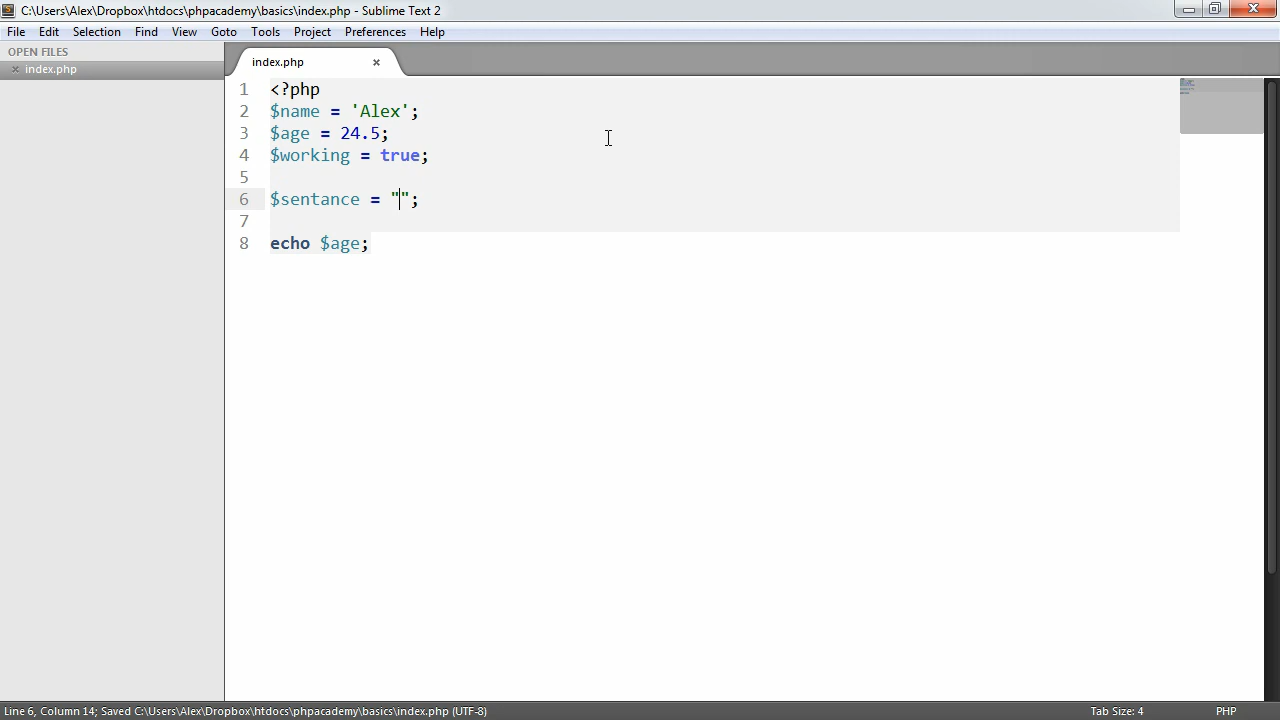 C:\Users\Alex\Dropbox\htdocs\phpacademy\basics\index.php - Sublime Text 2
File Edit Selection Find View Goto Tools Project Preferences Help
OPEN FILES
index.php
index.php
1 <?php
2 $name = 'Alex';
3 $age = 24.5;
4 $working = true;
5
6 $sentance = "";
7
8 echo $age;
Line 6, Column 14; Saved C:\Users\Alex\Dropbox\htdocs\phpacademy\basics\index.php (UTF-8) Tab Size: 4 PHP